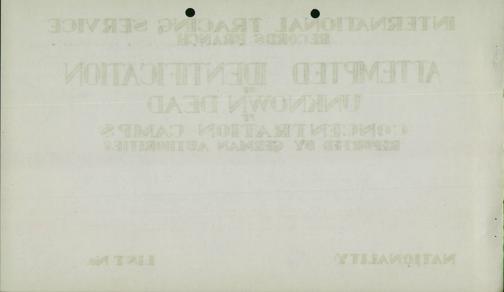 INTERNATIONAL TRACING SERVICE
RECORDS BRANCH
ATTEMPTED IDENTIFICATION
OF
UNKNOWN DEAD
OF
CONCENTRATION CAMPS
REPORTED BY GERMAN AUTHORITIES
NATIONALITY LIST No